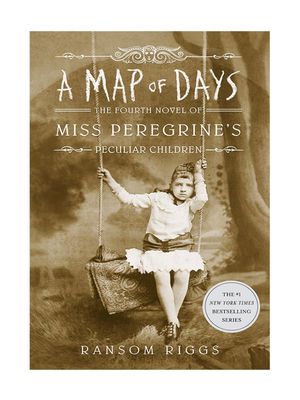 A MAP OF DAYS
THE FOURTH NOVEL OF
MISS PEREGRINE'S
PECULIAR CHILDREN
THE #1
NEW YORK TIMES
BESTSELLING
SERIES
RANSOM RIGGS